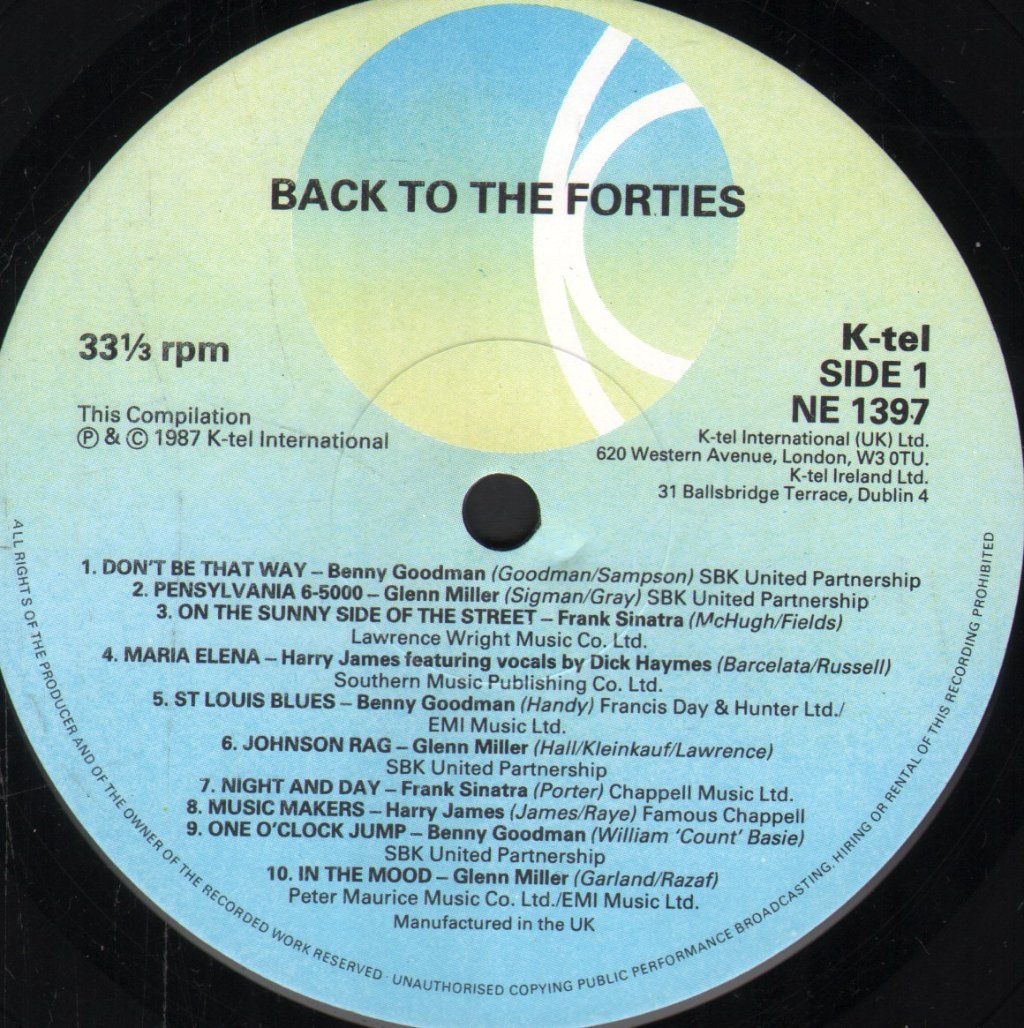 BACK TO THE FORTIES
33⅓ rpm
K-tel
SIDE 1
NE 1397
This Compilation
Ⓟ & © 1987 K-tel International
K-tel International (UK) Ltd.
620 Western Avenue, London, W3 0TU.
K-tel Ireland Ltd.
31 Ballsbridge Terrace, Dublin 4
1. DON'T BE THAT WAY – Benny Goodman (Goodman/Sampson) SBK United Partnership
2. PENSYLVANIA 6-5000 – Glenn Miller (Sigman/Gray) SBK United Partnership
3. ON THE SUNNY SIDE OF THE STREET – Frank Sinatra (McHugh/Fields)
Lawrence Wright Music Co. Ltd.
4. MARIA ELENA – Harry James featuring vocals by Dick Haymes (Barcelata/Russell)
Southern Music Publishing Co. Ltd.
5. ST LOUIS BLUES – Benny Goodman (Handy) Francis Day & Hunter Ltd./
EMI Music Ltd.
6. JOHNSON RAG – Glenn Miller (Hall/Kleinkauf/Lawrence)
SBK United Partnership
7. NIGHT AND DAY – Frank Sinatra (Porter) Chappell Music Ltd.
8. MUSIC MAKERS – Harry James (James/Raye) Famous Chappell
9. ONE O'CLOCK JUMP – Benny Goodman (William 'Count' Basie)
SBK United Partnership
10. IN THE MOOD – Glenn Miller (Garland/Razaf)
Peter Maurice Music Co. Ltd./EMI Music Ltd.
Manufactured in the UK
ALL RIGHTS OF THE PRODUCER AND OF THE OWNER OF THE RECORDED WORK RESERVED · UNAUTHORISED COPYING PUBLIC PERFORMANCE BROADCASTING, HIRING OR RENTAL OF THIS RECORDING PROHIBITED